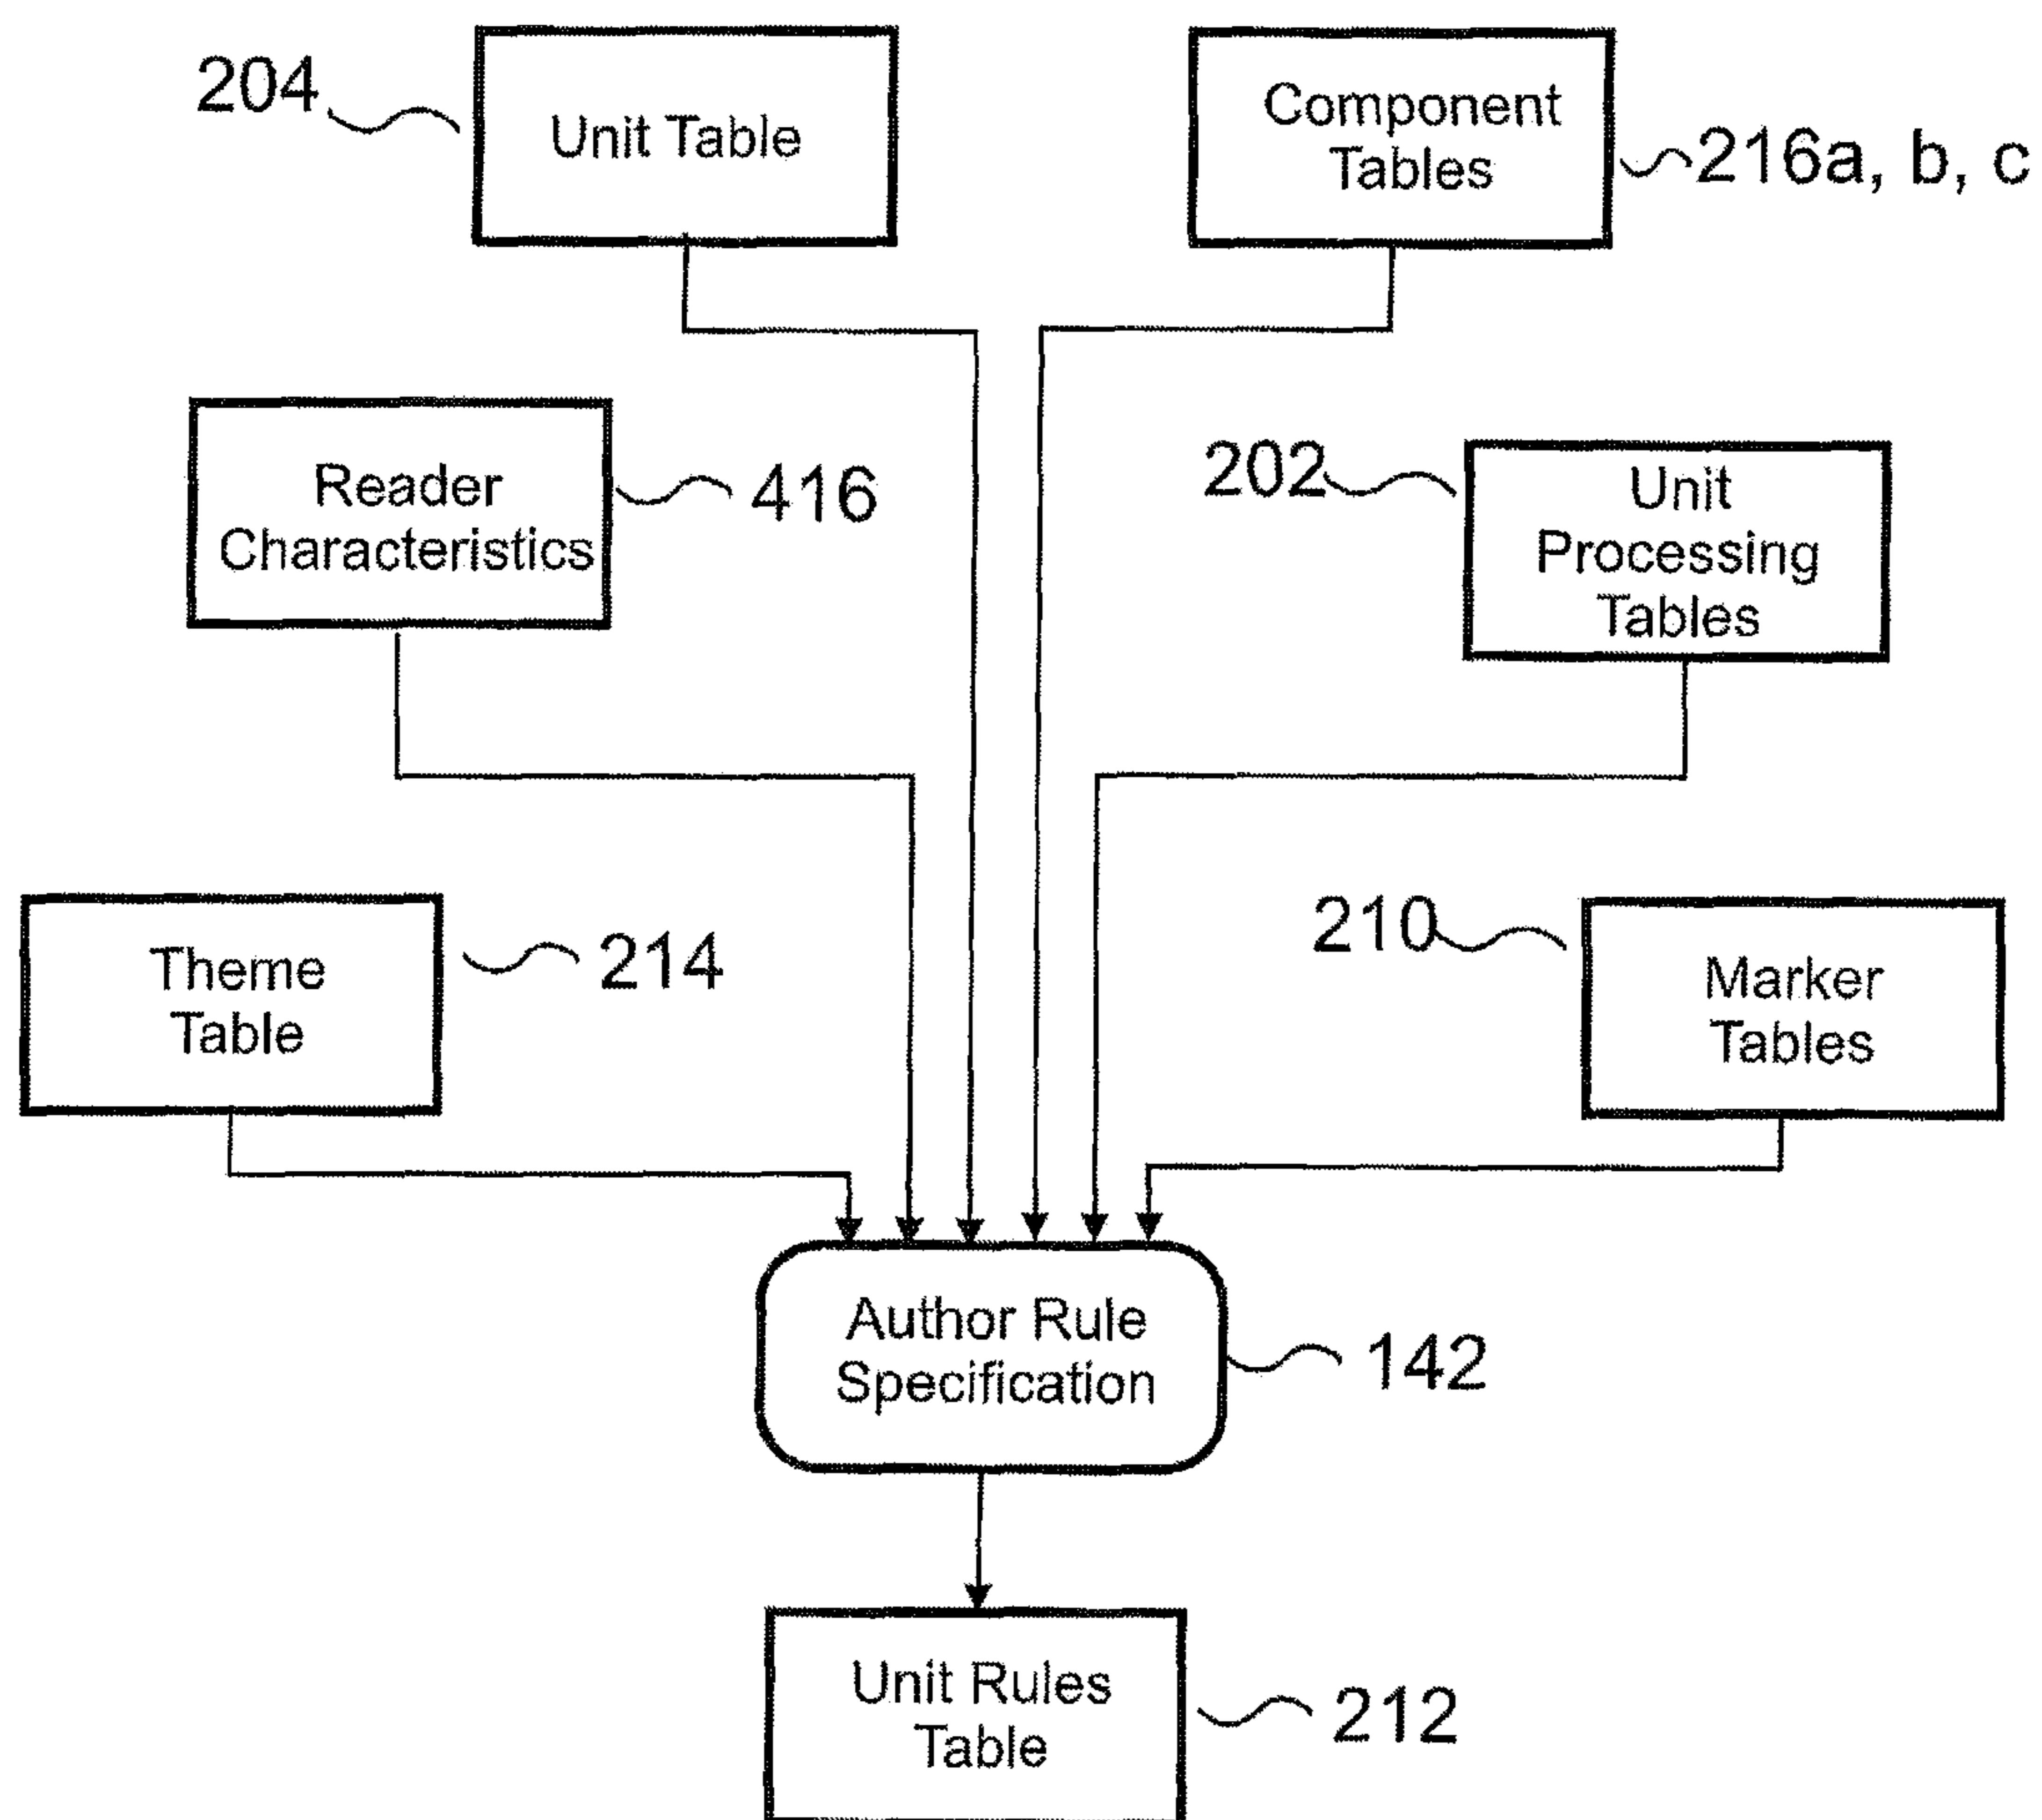 204
Unit Table
Component
Tables
216a, b, c
Reader
Characteristics
416
202
Unit
Processing
Tables
Theme
Table
214
210
Marker
Tables
Author Rule
Specification
142
Unit Rules
Table
212